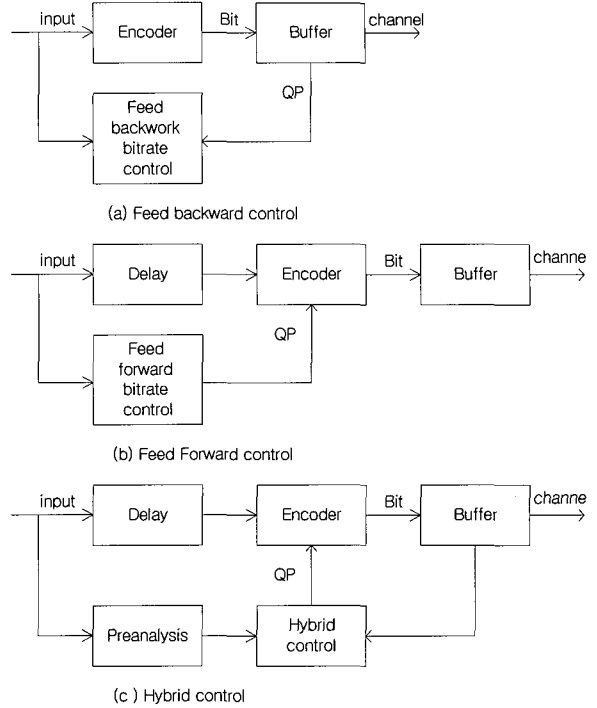 input
Encoder
Bit
Buffer
channel
QP
Feed
backwork
bitrate
control
(a) Feed backward control
input
Delay
Encoder
Bit
Buffer
channe
QP
Feed
forward
bitrate
control
(b) Feed Forward control
input
Delay
Encoder
Bit
Buffer
channe
QP
Preanalysis
Hybrid
control
(c ) Hybrid control